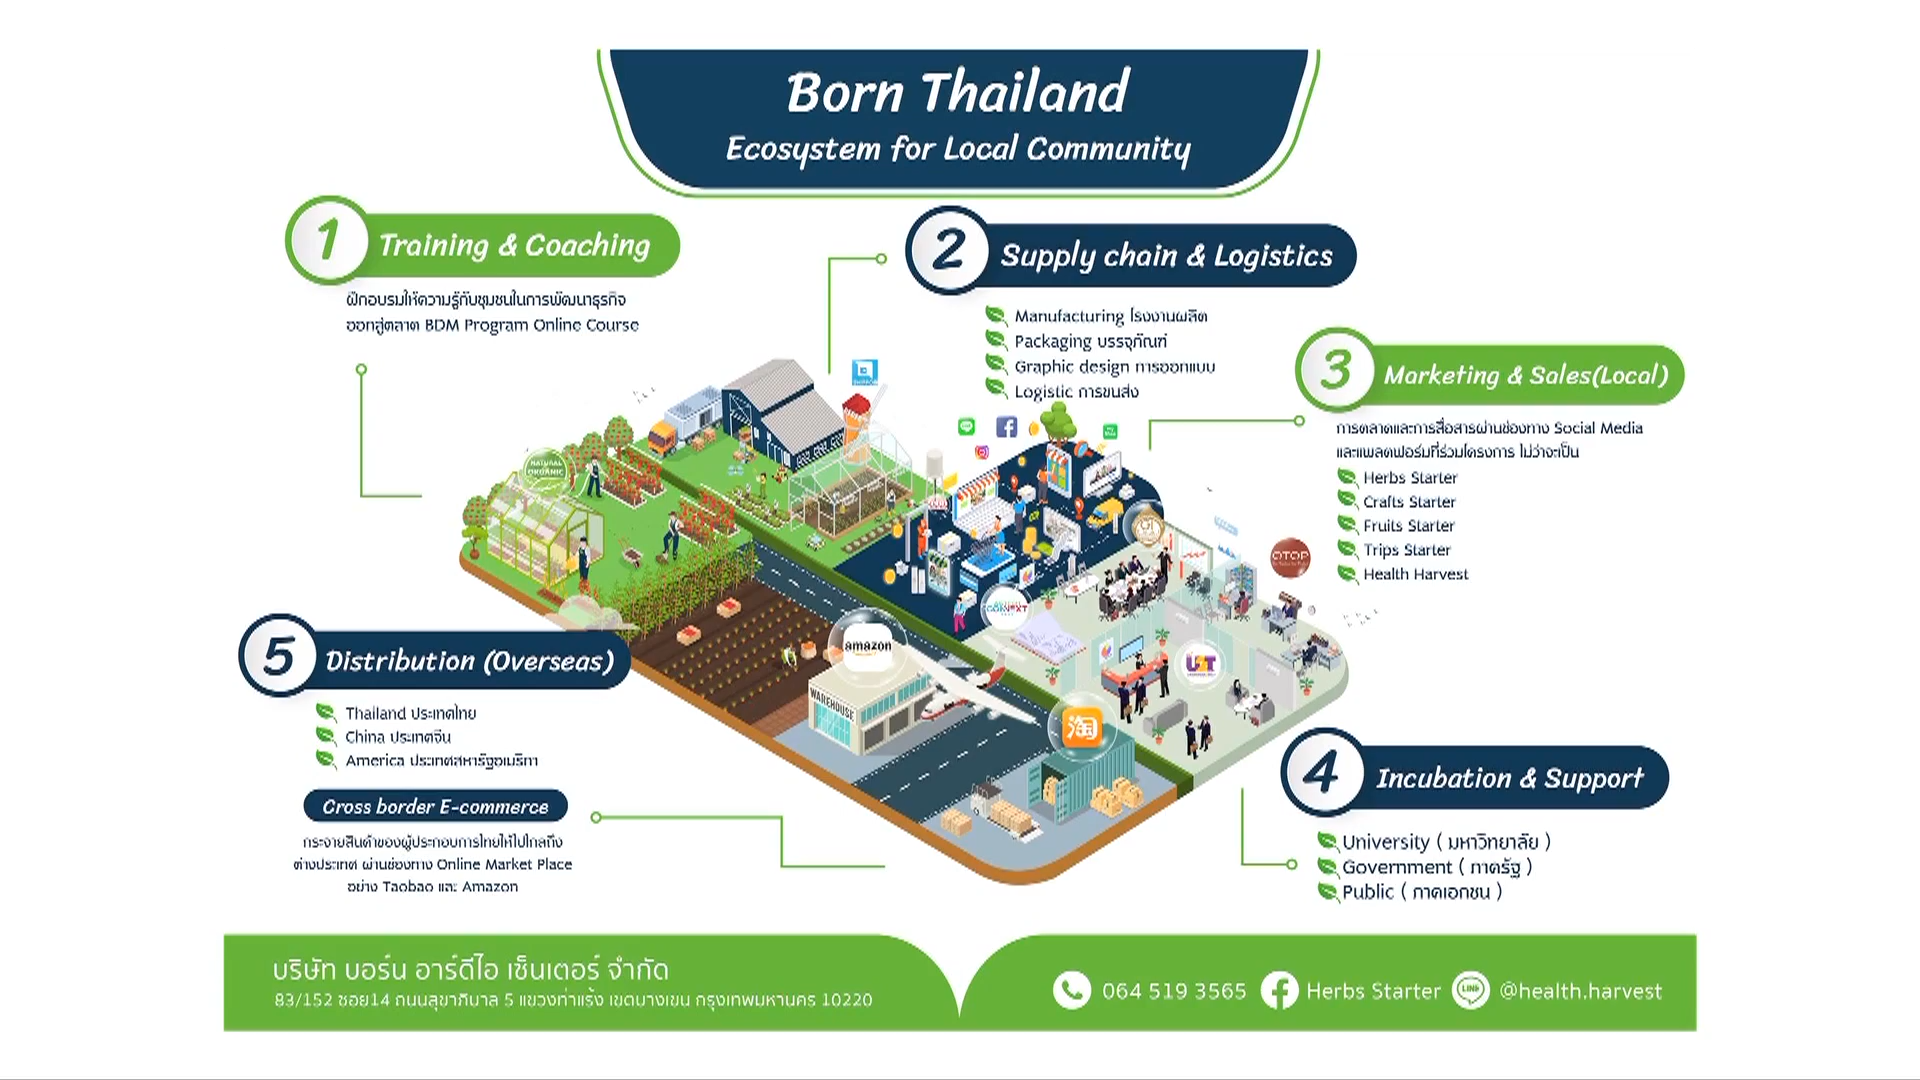 Born Thailand
Ecosystem for Local Community
1
Training & Coaching
ฝึกอบรมให้ความรู้กับชุมชนในการพัฒนาธุรกิจ
ออกสู่ตลาด BDM Program Online Course
2
Supply chain & Logistics
Manufacturing โรงงานผลิต
Packaging บรรจุภัณฑ์
Graphic design การออกแบบ
Logistic การขนส่ง
3
Marketing & Sales(Local)
การตลาดและการสื่อสารผ่านช่องทาง Social Media
และแพลตฟอร์มที่ร่วมโครงการ ไม่ว่าจะเป็น
Herbs Starter
Crafts Starter
Fruits Starter
Trips Starter
Health Harvest
NATURAL
ORGANIC
OTOP
U2T
amazon
WAREHOUSE
淘
5
Distribution (Overseas)
Thailand ประเทศไทย
China ประเทศจีน
America ประเทศสหารัฐอเมริกา
Cross border E-commerce
กระจายสินค้าของผู้ประกอบการไทยให้ไปไกลถึง
ต่างประเทศ ผ่านช่องทาง Online Market Place
อย่าง Taobao และ Amazon
4
Incubation & Support
University ( มหาวิทยาลัย )
Government ( ภาครัฐ )
Public ( ภาคเอกชน )
บริษัท บอร์น อาร์ดีไอ เซ็นเตอร์ จำกัด
83/152 ซอย14 ถนนสุขาภิบาล 5 แขวงท่าแร้ง เขตบางเขน กรุงเทพมหานคร 10220
064 519 3565
Herbs Starter
LINE
@health.harvest